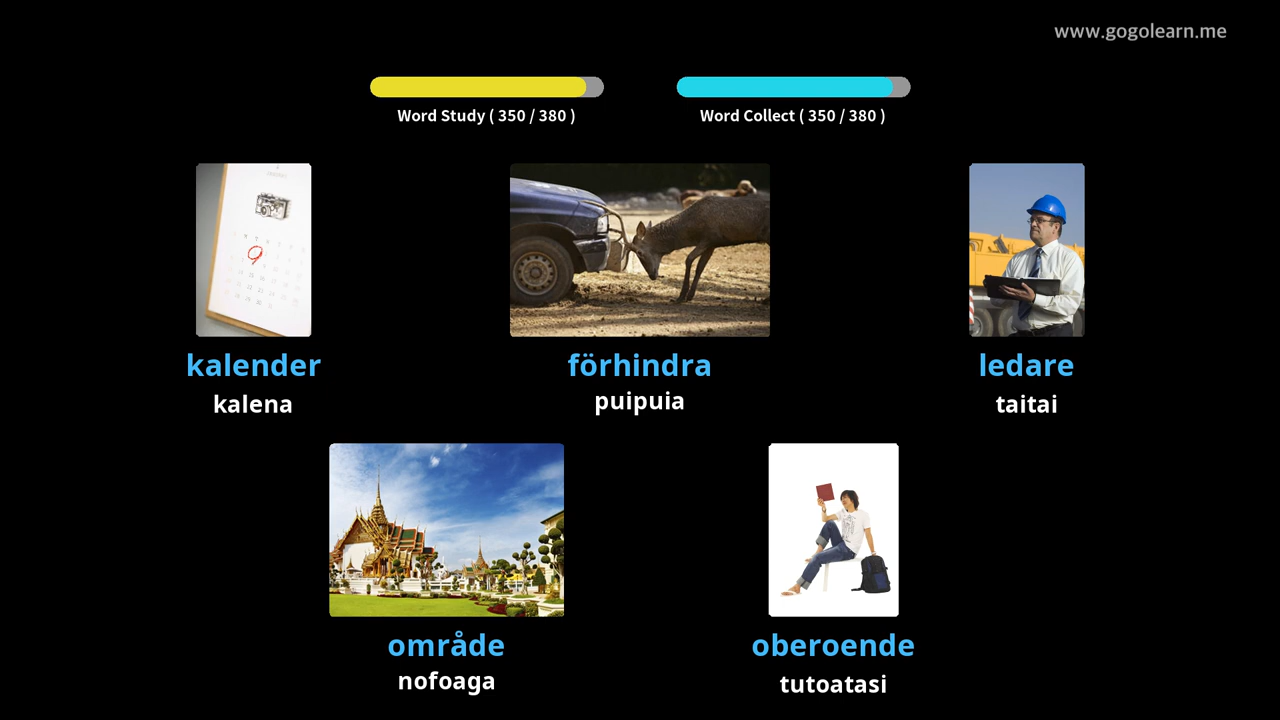 www.gogolearn.me
Word Study ( 350 / 380 )
Word Collect ( 350 / 380 )
kalender
kalena
förhindra
puipuia
ledare
taitai
område
nofoaga
oberoende
tutoatasi